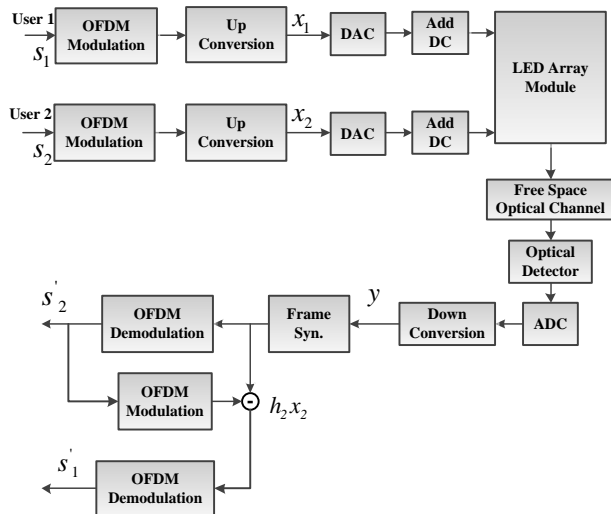 User 1
s1
OFDM
Modulation
Up
Conversion
x1
DAC
Add
DC
LED Array
Module
User 2
s2
OFDM
Modulation
Up
Conversion
x2
DAC
Add
DC
Free Space
Optical Channel
Optical
Detector
ADC
Down
Conversion
y
Frame
Syn.
OFDM
Demodulation
s'2
OFDM
Modulation
-
h2x2
OFDM
Demodulation
s'1